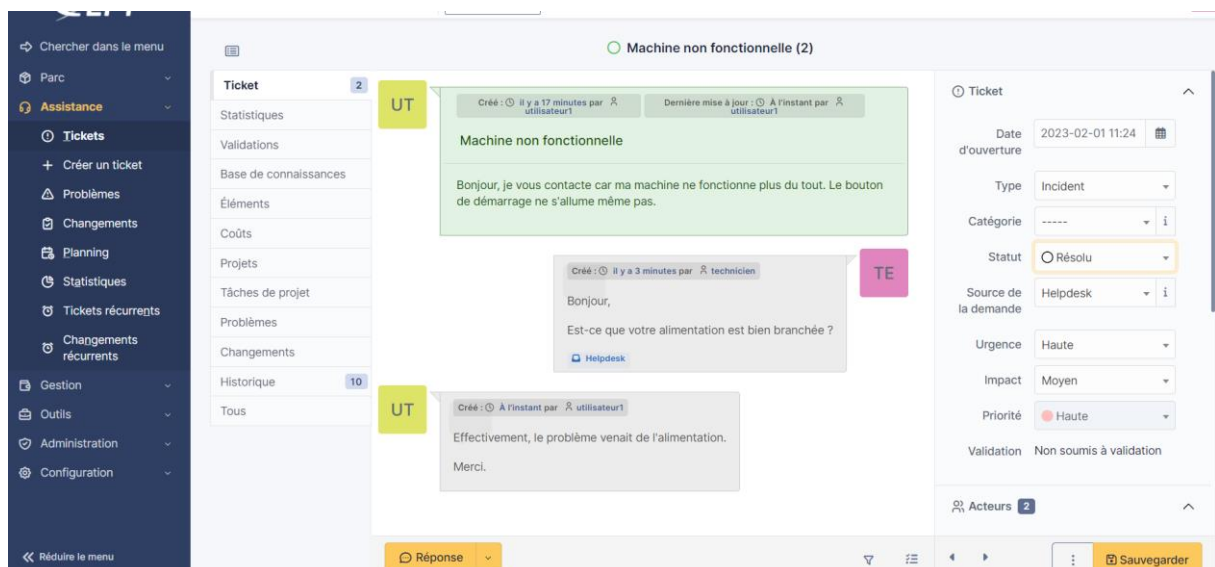 Chercher dans le menu
Parc
Assistance
Tickets
Créer un ticket
Problèmes
Changements
Planning
Statistiques
Tickets récurrents
Changements
récurrents
Gestion
Outils
Administration
Configuration
Réduire le menu
Machine non fonctionnelle (2)
Ticket 2
Statistiques
Validations
Base de connaissances
Éléments
Coûts
Projets
Tâches de projet
Problèmes
Changements
Historique 10
Tous
UT
Créé : il y a 17 minutes par utilisateur1
Dernière mise à jour : À l'instant par utilisateur1
Machine non fonctionnelle
Bonjour, je vous contacte car ma machine ne fonctionne plus du tout. Le bouton
de démarrage ne s'allume même pas.
TE
Créé : il y a 3 minutes par technicien
Bonjour,
Est-ce que votre alimentation est bien branchée ?
Helpdesk
UT
Créé : À l'instant par utilisateur1
Effectivement, le problème venait de l'alimentation.
Merci.
Réponse
Ticket
Date d'ouverture 2023-02-01 11:24
Type Incident
Catégorie -----
Statut Résolu
Source de la demande Helpdesk
Urgence Haute
Impact Moyen
Priorité Haute
Validation Non soumis à validation
Acteurs 2
Sauvegarder